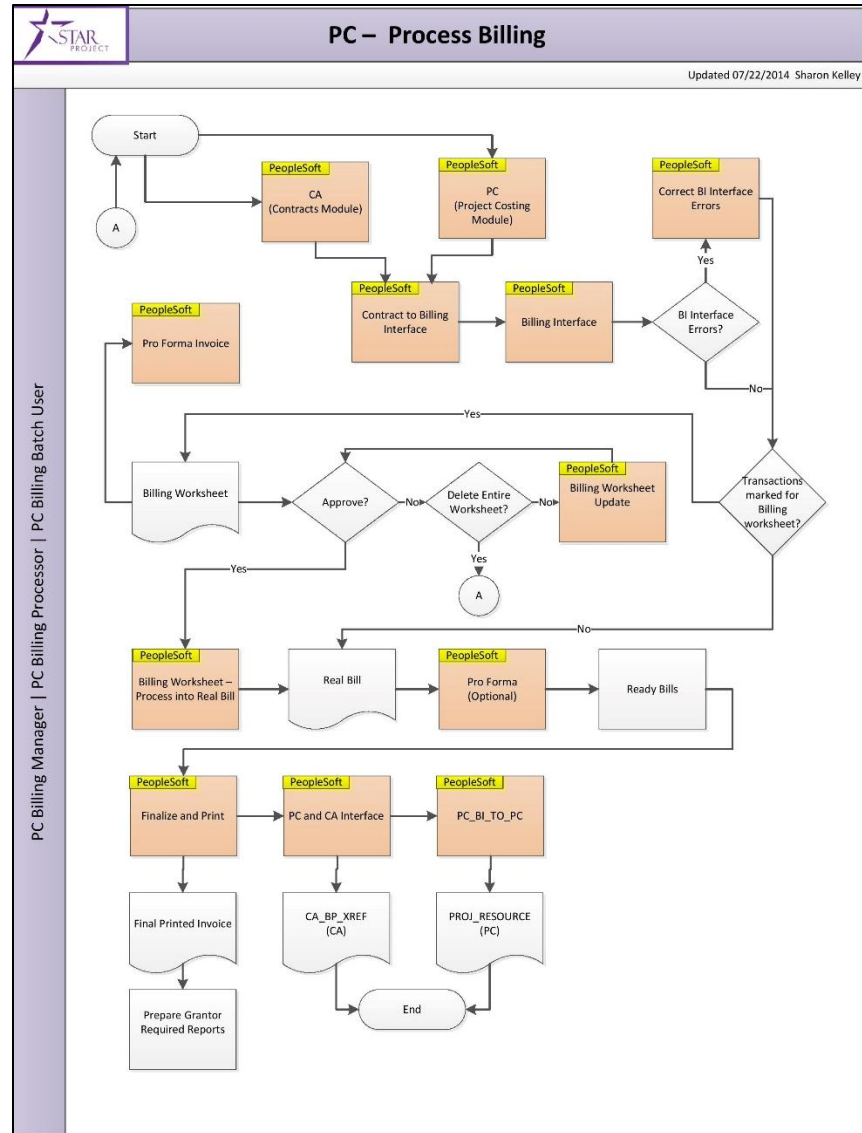 STAR
PROJECT
PC – Process Billing
Updated 07/22/2014 Sharon Kelley
PC Billing Manager | PC Billing Processor | PC Billing Batch User
Start
A
PeopleSoft
CA
(Contracts Module)
PeopleSoft
PC
(Project Costing
Module)
PeopleSoft
Correct BI Interface
Errors
Yes
PeopleSoft
Contract to Billing
Interface
PeopleSoft
Billing Interface
BI Interface
Errors?
No
PeopleSoft
Pro Forma Invoice
Yes
Billing Worksheet
Approve?
No
Delete Entire
Worksheet?
No
PeopleSoft
Billing Worksheet
Update
Transactions
marked for
Billing
worksheet?
Yes
Yes
A
No
PeopleSoft
Billing Worksheet –
Process into Real Bill
Real Bill
PeopleSoft
Pro Forma
(Optional)
Ready Bills
PeopleSoft
Finalize and Print
PeopleSoft
PC and CA Interface
PeopleSoft
PC_BI_TO_PC
Final Printed Invoice
CA_BP_XREF
(CA)
PROJ_RESOURCE
(PC)
Prepare Grantor
Required Reports
End